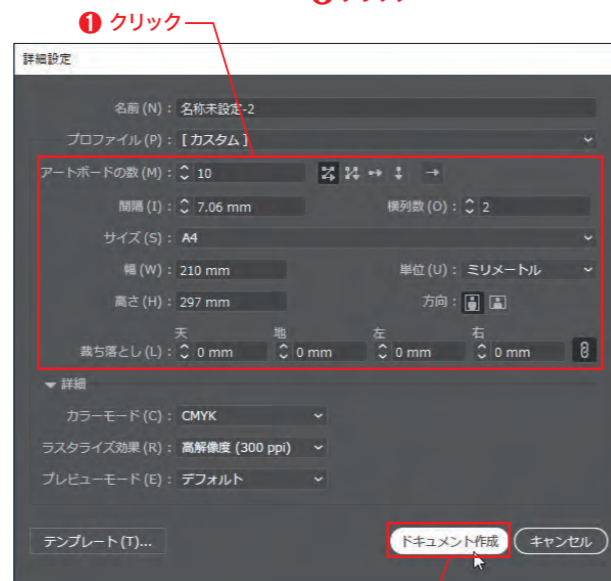 ❶ クリック
詳細設定
名前 (N) : 名称未設定-2
プロファイル (P) : [カスタム]
アートボードの数 (M) : 10
間隔 (I) : 7.06 mm 横列数 (O) : 2
サイズ (S) : A4
幅 (W) : 210 mm 単位 (U) : ミリメートル
高さ (H) : 297 mm 方向 :
天 地 左 右
裁ち落とし (L) : 0 mm 0 mm 0 mm 0 mm
詳細
カラーモード (C) : CMYK
ラスタライズ効果 (R) : 高解像度 (300 ppi)
プレビューモード (E) : デフォルト
テンプレート (T)... ドキュメント作成 キャンセル